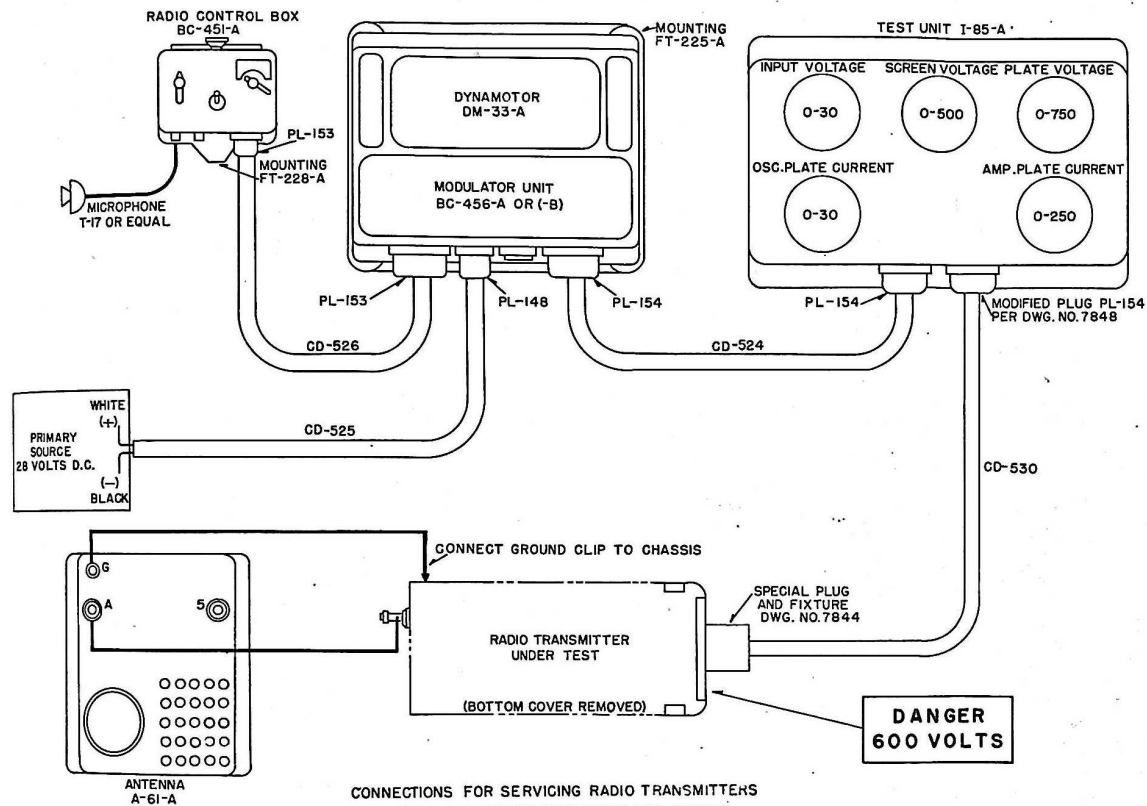 RADIO CONTROL BOX
BC-451-A
PL-153
MOUNTING
FT-228-A
MICROPHONE
T-17 OR EQUAL
MOUNTING
FT-225-A
DYNAMOTOR
DM-33-A
MODULATOR UNIT
BC-456-A OR (-B)
PL-153
PL-148
PL-154
TEST UNIT I-85-A
INPUT VOLTAGE
SCREEN VOLTAGE
PLATE VOLTAGE
0-30
0-500
0-750
OSC.PLATE CURRENT
AMP.PLATE CURRENT
0-30
0-250
PL-154
MODIFIED PLUG PL-154
PER DWG. NO. 7848
CD-526
CD-524
CD-525
CD-530
WHITE
(+)
PRIMARY
SOURCE
28 VOLTS D.C.
(-)
BLACK
G
A
5
ANTENNA
A-61-A
CONNECT GROUND CLIP TO CHASSIS
RADIO TRANSMITTER
UNDER TEST
(BOTTOM COVER REMOVED)
SPECIAL PLUG
AND FIXTURE
DWG. NO.7844
DANGER
600 VOLTS
CONNECTIONS FOR SERVICING RADIO TRANSMITTERS